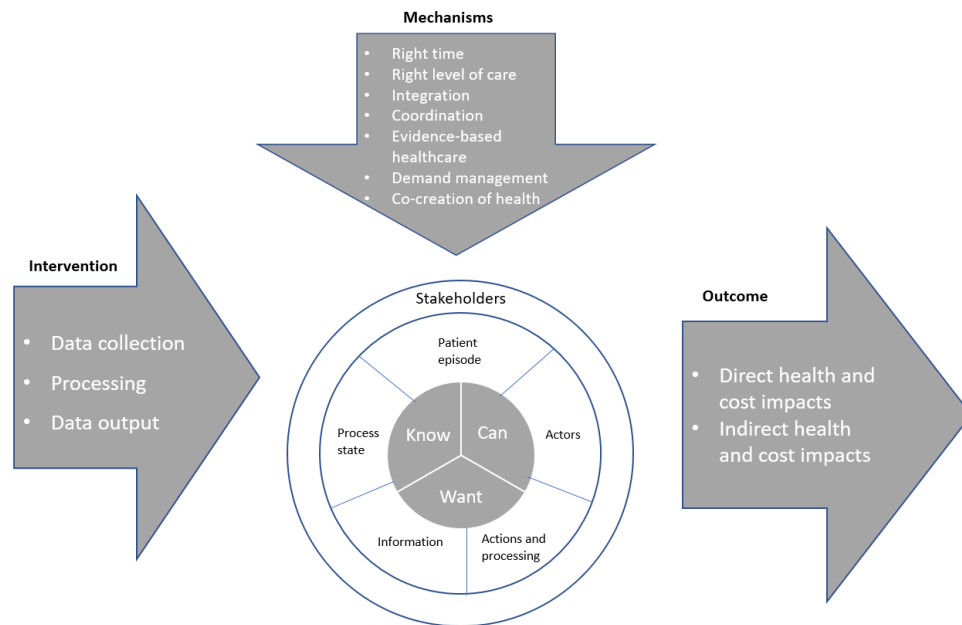 Mechanisms
• Right time
• Right level of care
• Integration
• Coordination
• Evidence-based
healthcare
• Demand management
• Co-creation of health
Intervention
• Data collection
• Processing
• Data output
Stakeholders
Patient
episode
Process
state
Actors
Information
Actions and
processing
Know
Can
Want
Outcome
• Direct health and
cost impacts
• Indirect health
and cost impacts